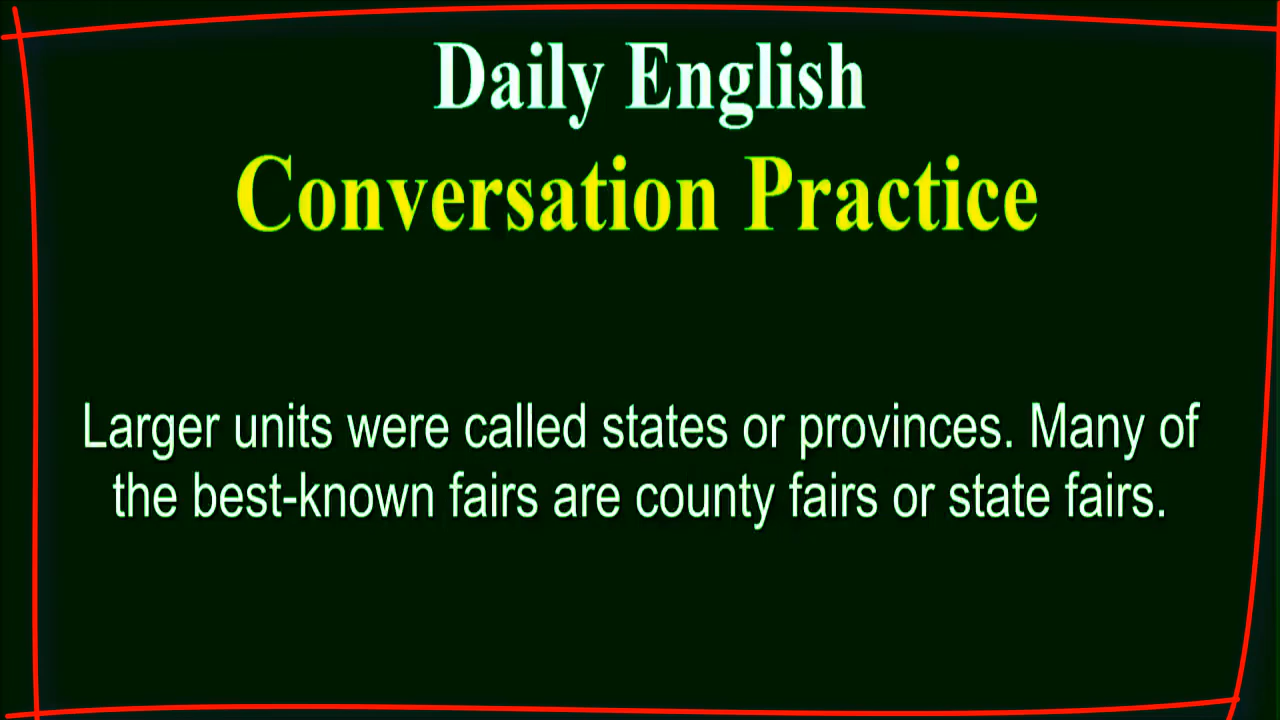 Daily English
Conversation Practice
Larger units were called states or provinces. Many of
the best-known fairs are county fairs or state fairs.